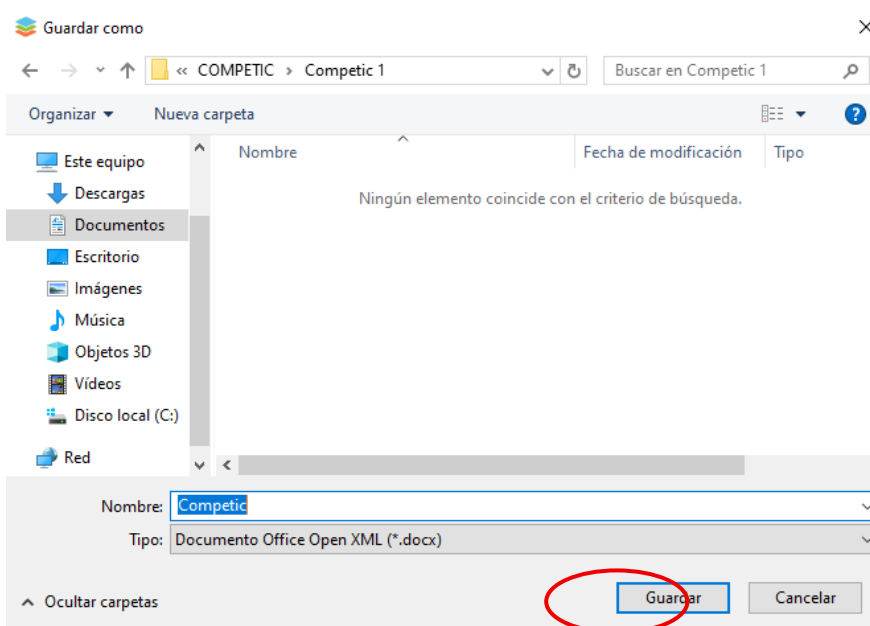 Guardar como
« COMPETIC › Competic 1
Buscar en Competic 1
Organizar
Nueva carpeta
?
Nombre
Fecha de modificación
Tipo
Este equipo
Ningún elemento coincide con el criterio de búsqueda.
Descargas
Documentos
Escritorio
Imágenes
Música
Objetos 3D
Vídeos
Disco local (C:)
Red
Nombre: Competic
Tipo: Documento Office Open XML (*.docx)
Ocultar carpetas
Guardar
Cancelar